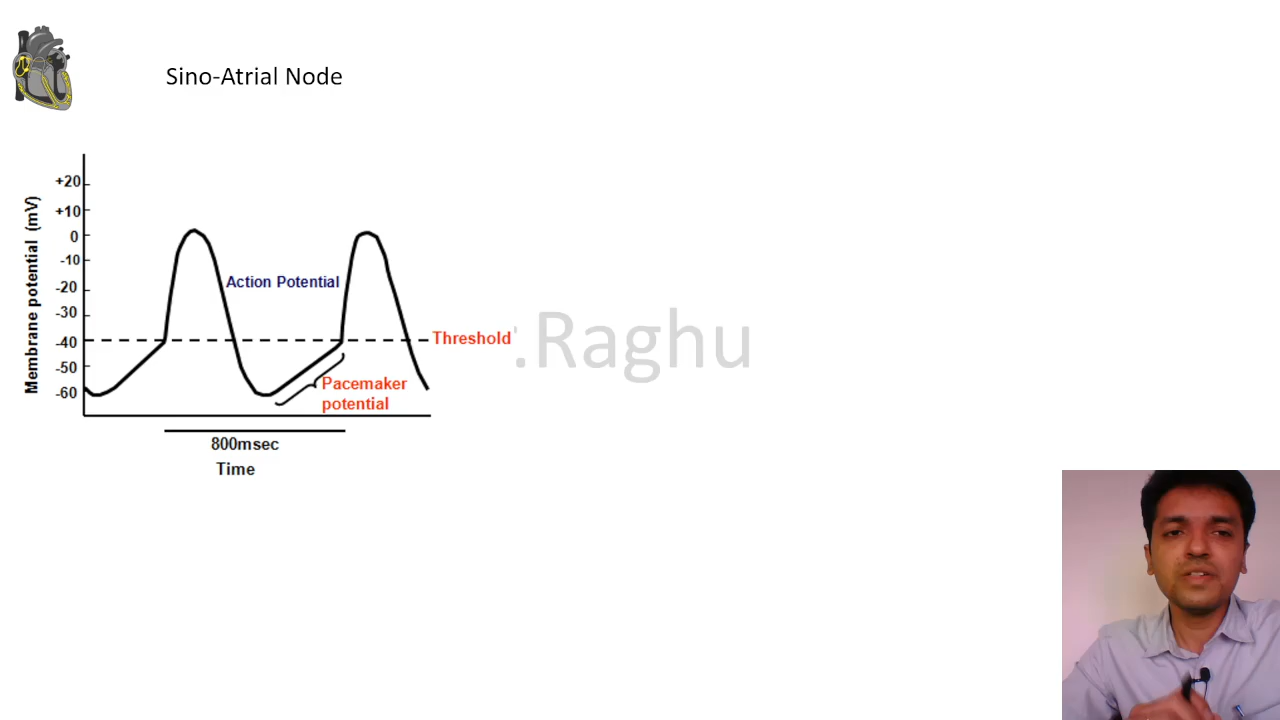 Sino-Atrial Node
Membrane potential (mV)
+20
+10
0
-10
-20
-30
-40
-50
-60
Action Potential
Threshold
Pacemaker
potential
800msec
Time
.Raghu